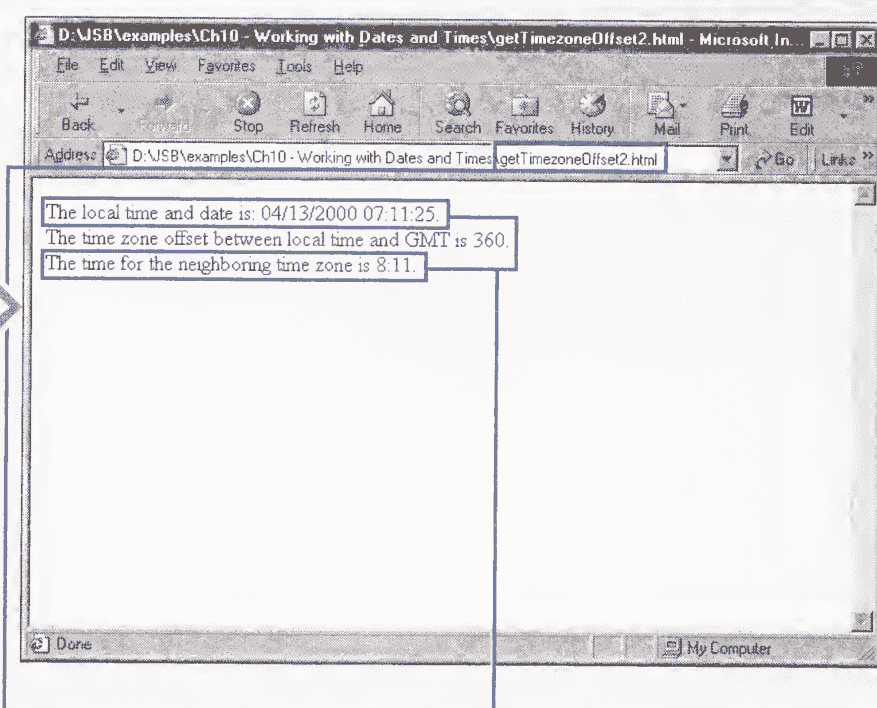 D:\JSB\examples\Ch10 - Working with Dates and Times\getTimezoneOffset2.html - Microsoft In...
File Edit View Favorites Tools Help
Back Forward Stop Refresh Home Search Favorites History Mail Print Edit
Address D:\JSB\examples\Ch10 - Working with Dates and Times\getTimezoneOffset2.html Go Links »
The local time and date is: 04/13/2000 07:11:25.
The time zone offset between local time and GMT is 360.
The time for the neighboring time zone is 8:11.
Done My Computer